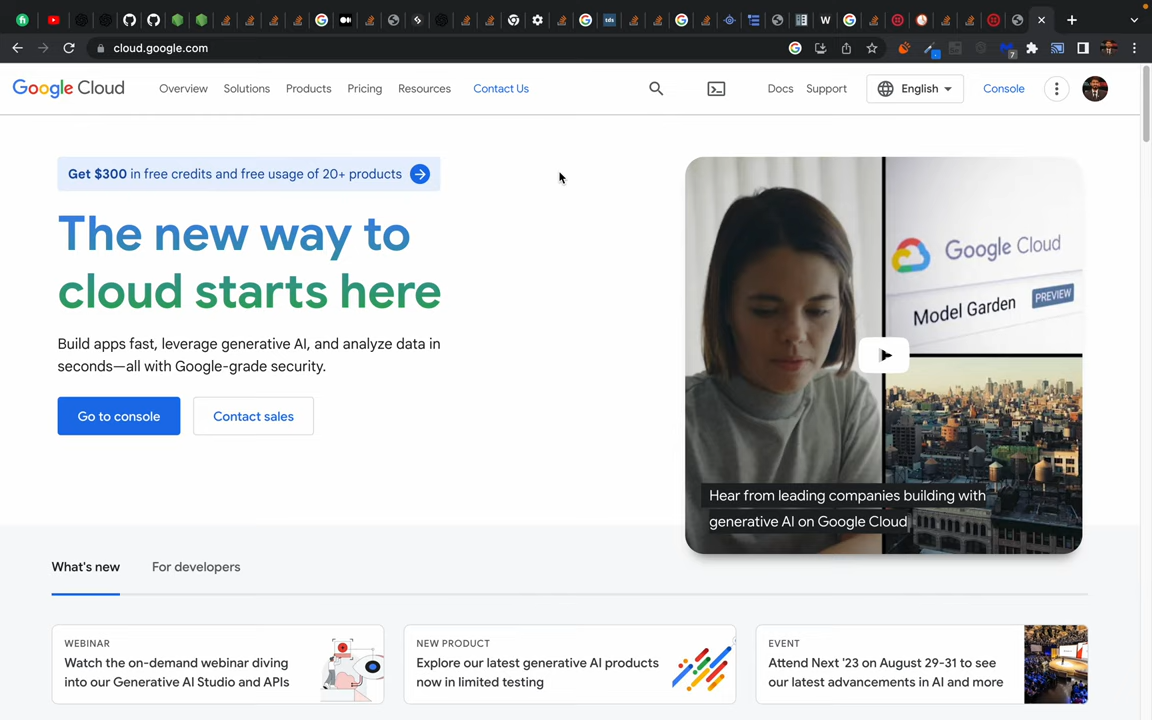 cloud.google.com
7
Google Cloud
Overview
Solutions
Products
Pricing
Resources
Contact Us
Docs
Support
English
Console
Get $300 in free credits and free usage of 20+ products
The new way to
cloud starts here
Build apps fast, leverage generative AI, and analyze data in
seconds—all with Google-grade security.
Go to console
Contact sales
Google Cloud
Model Garden
PREVIEW
Hear from leading companies building with
generative AI on Google Cloud
What's new
For developers
WEBINAR
Watch the on-demand webinar diving
into our Generative AI Studio and APIs
NEW PRODUCT
Explore our latest generative AI products
now in limited testing
EVENT
Attend Next '23 on August 29-31 to see
our latest advancements in AI and more